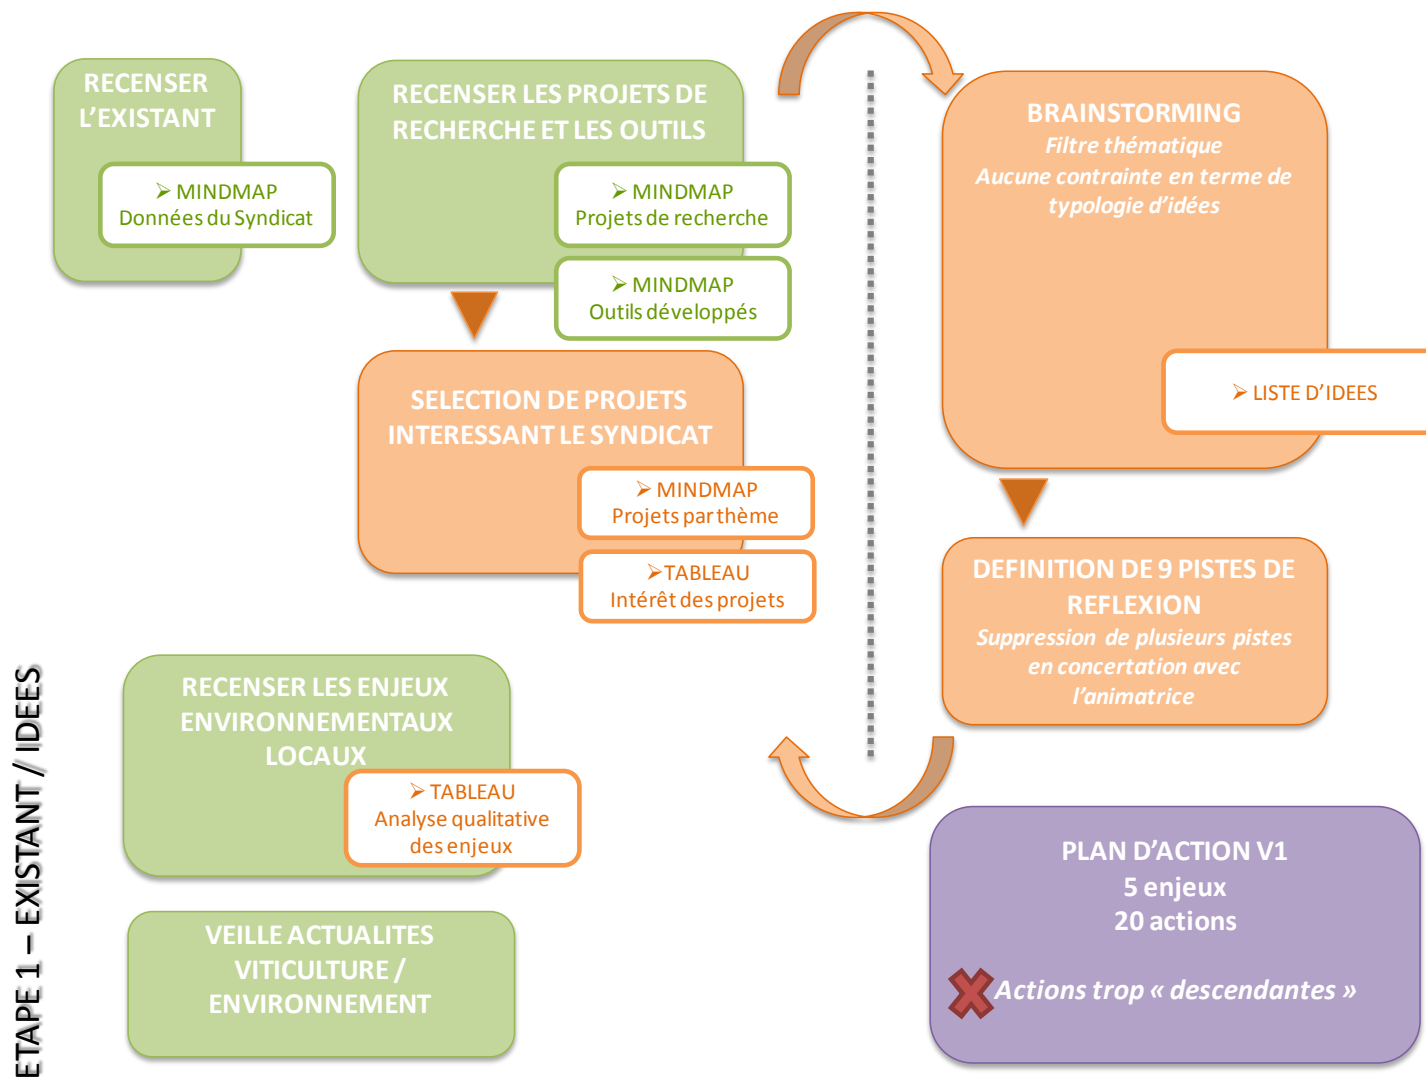 RECENSER
L'EXISTANT
➢ MINDMAP
Données du Syndicat
RECENSER LES PROJETS DE
RECHERCHE ET LES OUTILS
➢ MINDMAP
Projets de recherche
➢ MINDMAP
Outils développés
SELECTION DE PROJETS
INTERESSANT LE SYNDICAT
➢ MINDMAP
Projets par thème
➢TABLEAU
Intérêt des projets
RECENSER LES ENJEUX
ENVIRONNEMENTAUX
LOCAUX
➢ TABLEAU
Analyse qualitative
des enjeux
VEILLE ACTUALITES
VITICULTURE /
ENVIRONNEMENT
BRAINSTORMING
Filtre thématique
Aucune contrainte en terme de
typologie d'idées
➢ LISTE D'IDEES
DEFINITION DE 9 PISTES DE
REFLEXION
Suppression de plusieurs pistes
en concertation avec
l'animatrice
PLAN D'ACTION V1
5 enjeux
20 actions
Actions trop « descendantes »
ETAPE 1 – EXISTANT / IDEES